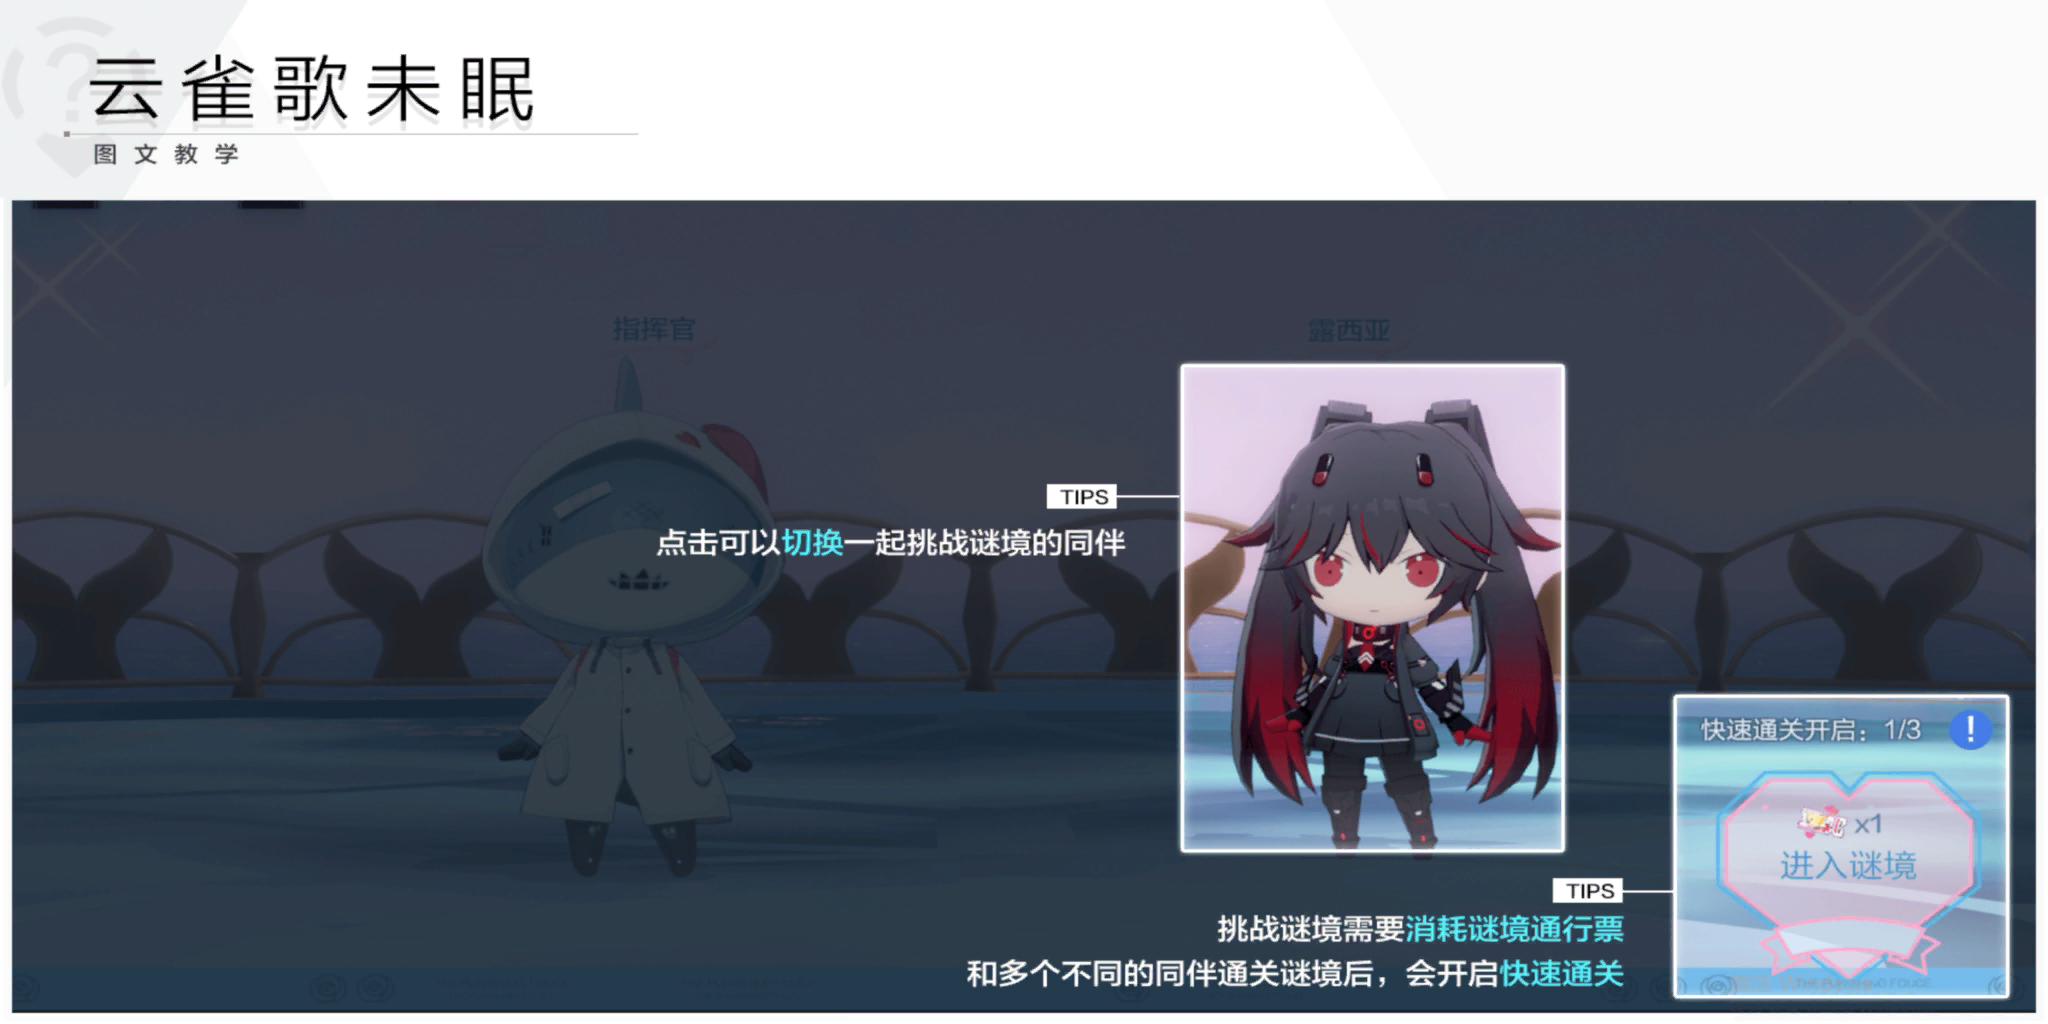 云雀歌未眠
图文教学
指挥官
露西亚
TIPS
点击可以切换一起挑战谜境的同伴
快速通关开启：1/3
x1
进入谜境
TIPS
挑战谜境需要消耗谜境通行票
和多个不同的同伴通关谜境后，会开启快速通关